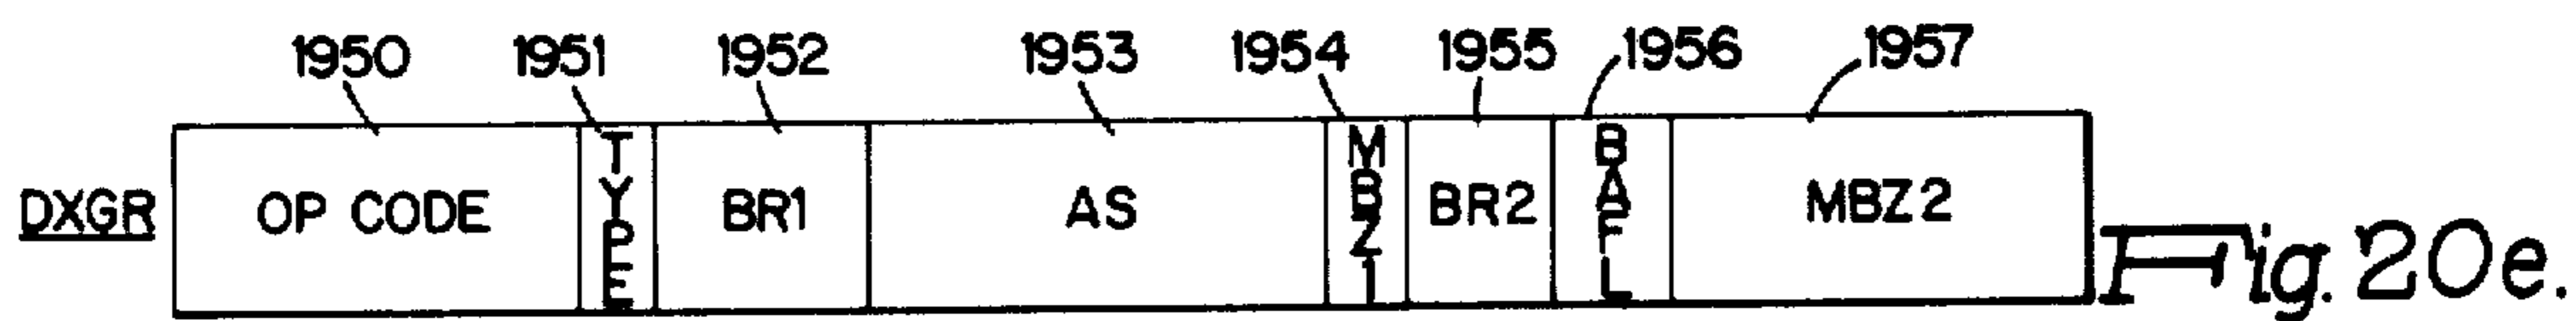 1950 1951 1952 1953 1954 1955 1956 1957
DXGR OP CODE TYPE BR1 AS MBZ1 BR2 BAFL MBZ2
Fig. 20e.